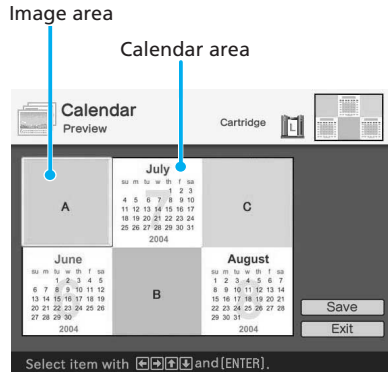 Image area
Calendar area
Calendar
Preview
Cartridge
L
A
July
su m tu w th f sa
1 2 3
4 5 6 7 8 9 10
11 12 13 14 15 16 17
18 19 20 21 22 23 24
25 26 27 28 29 30 31
2004
C
June
su m tu w th f sa
1 2 3 4 5
6 7 8 9 10 11 12
13 14 15 16 17 18 19
20 21 22 23 24 25 26
27 28 29 30
2004
B
August
su m tu w th f sa
1 2 3 4 5 6 7
8 9 10 11 12 13 14
15 16 17 18 19 20 21
22 23 24 25 26 27 28
29 30 31
2004
Save
Exit
Select item with ←→↑↓ and [ENTER].